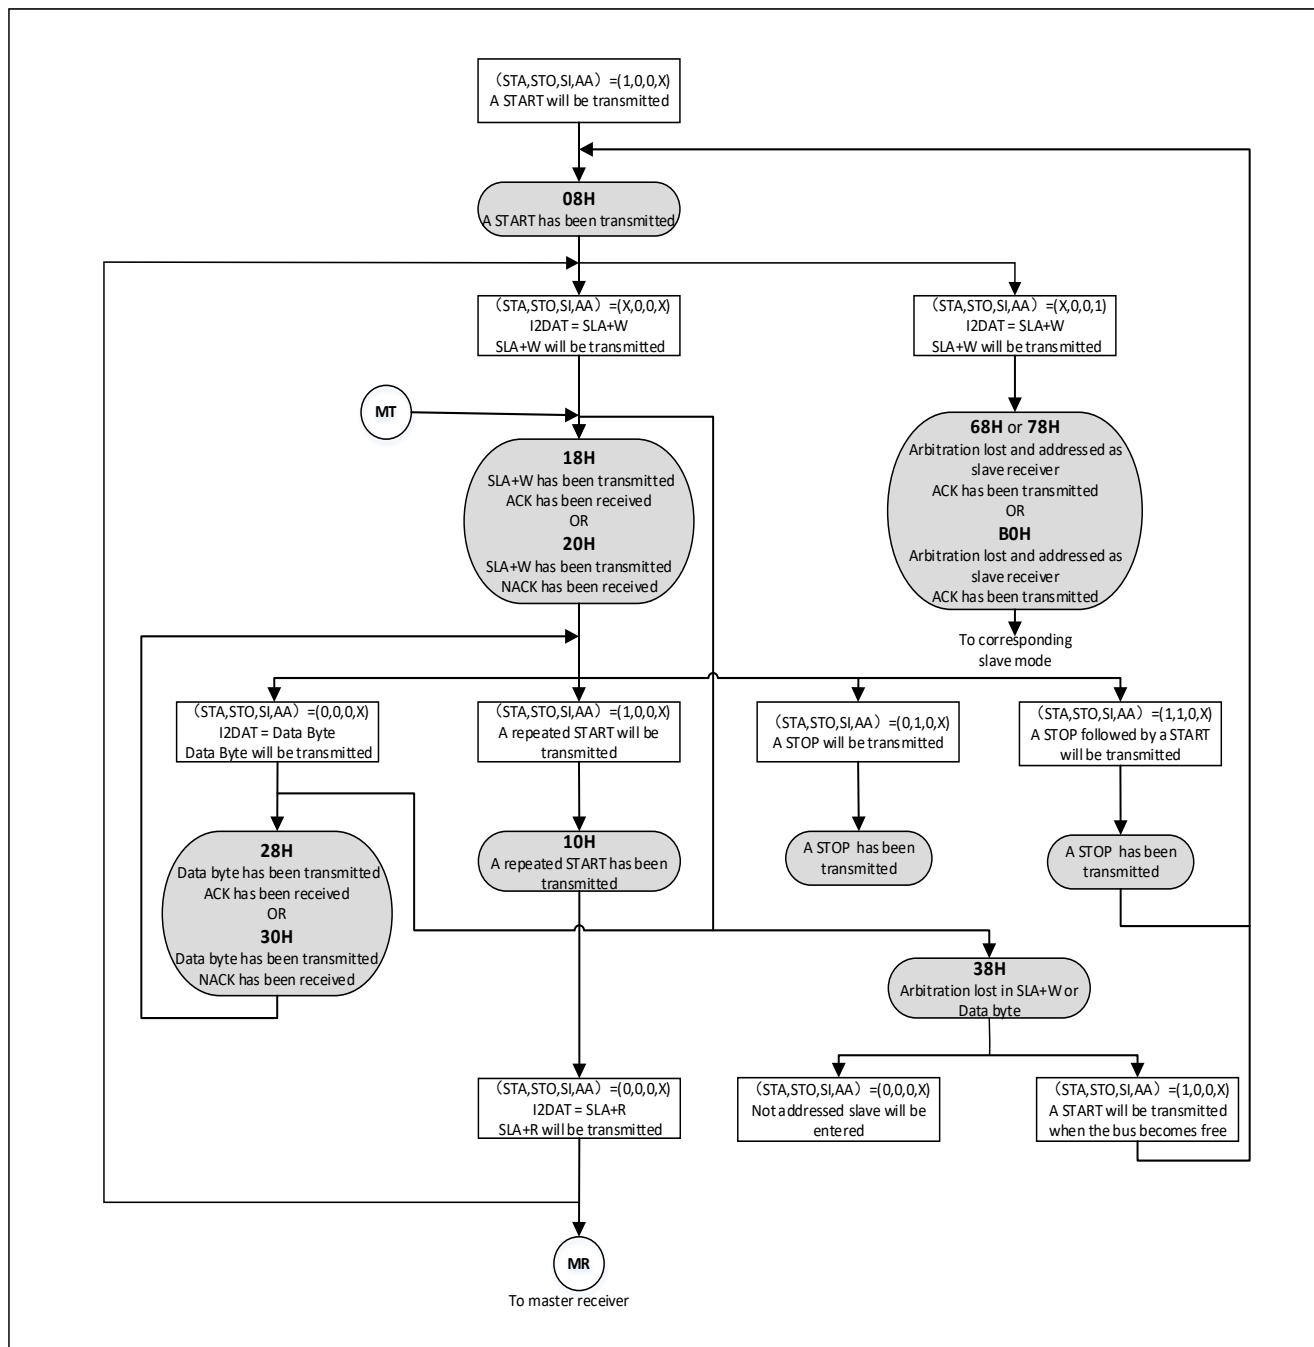 （STA,STO,SI,AA）=(1,0,0,X)
A START will be transmitted
08H
A START has been transmitted
（STA,STO,SI,AA）=(X,0,0,X)
I2DAT = SLA+W
SLA+W will be transmitted
（STA,STO,SI,AA）=(X,0,0,1)
I2DAT = SLA+W
SLA+W will be transmitted
MT
18H
SLA+W has been transmitted
ACK has been received
OR
20H
SLA+W has been transmitted
NACK has been received
68H or 78H
Arbitration lost and addressed as
slave receiver
ACK has been transmitted
OR
B0H
Arbitration lost and addressed as
slave receiver
ACK has been transmitted
To corresponding
slave mode
（STA,STO,SI,AA）=(0,0,0,X)
I2DAT = Data Byte
Data Byte will be transmitted
（STA,STO,SI,AA）=(1,0,0,X)
A repeated START will be
transmitted
（STA,STO,SI,AA）=(0,1,0,X)
A STOP will be transmitted
（STA,STO,SI,AA）=(1,1,0,X)
A STOP followed by a START
will be transmitted
28H
Data byte has been transmitted
ACK has been received
OR
30H
Data byte has been transmitted
NACK has been received
10H
A repeated START has been
transmitted
A STOP has been
transmitted
A STOP has been
transmitted
38H
Arbitration lost in SLA+W or
Data byte
（STA,STO,SI,AA）=(0,0,0,X)
I2DAT = SLA+R
SLA+R will be transmitted
（STA,STO,SI,AA）=(0,0,0,X)
Not addressed slave will be
entered
（STA,STO,SI,AA）=(1,0,0,X)
A START will be transmitted
when the bus becomes free
MR
To master receiver